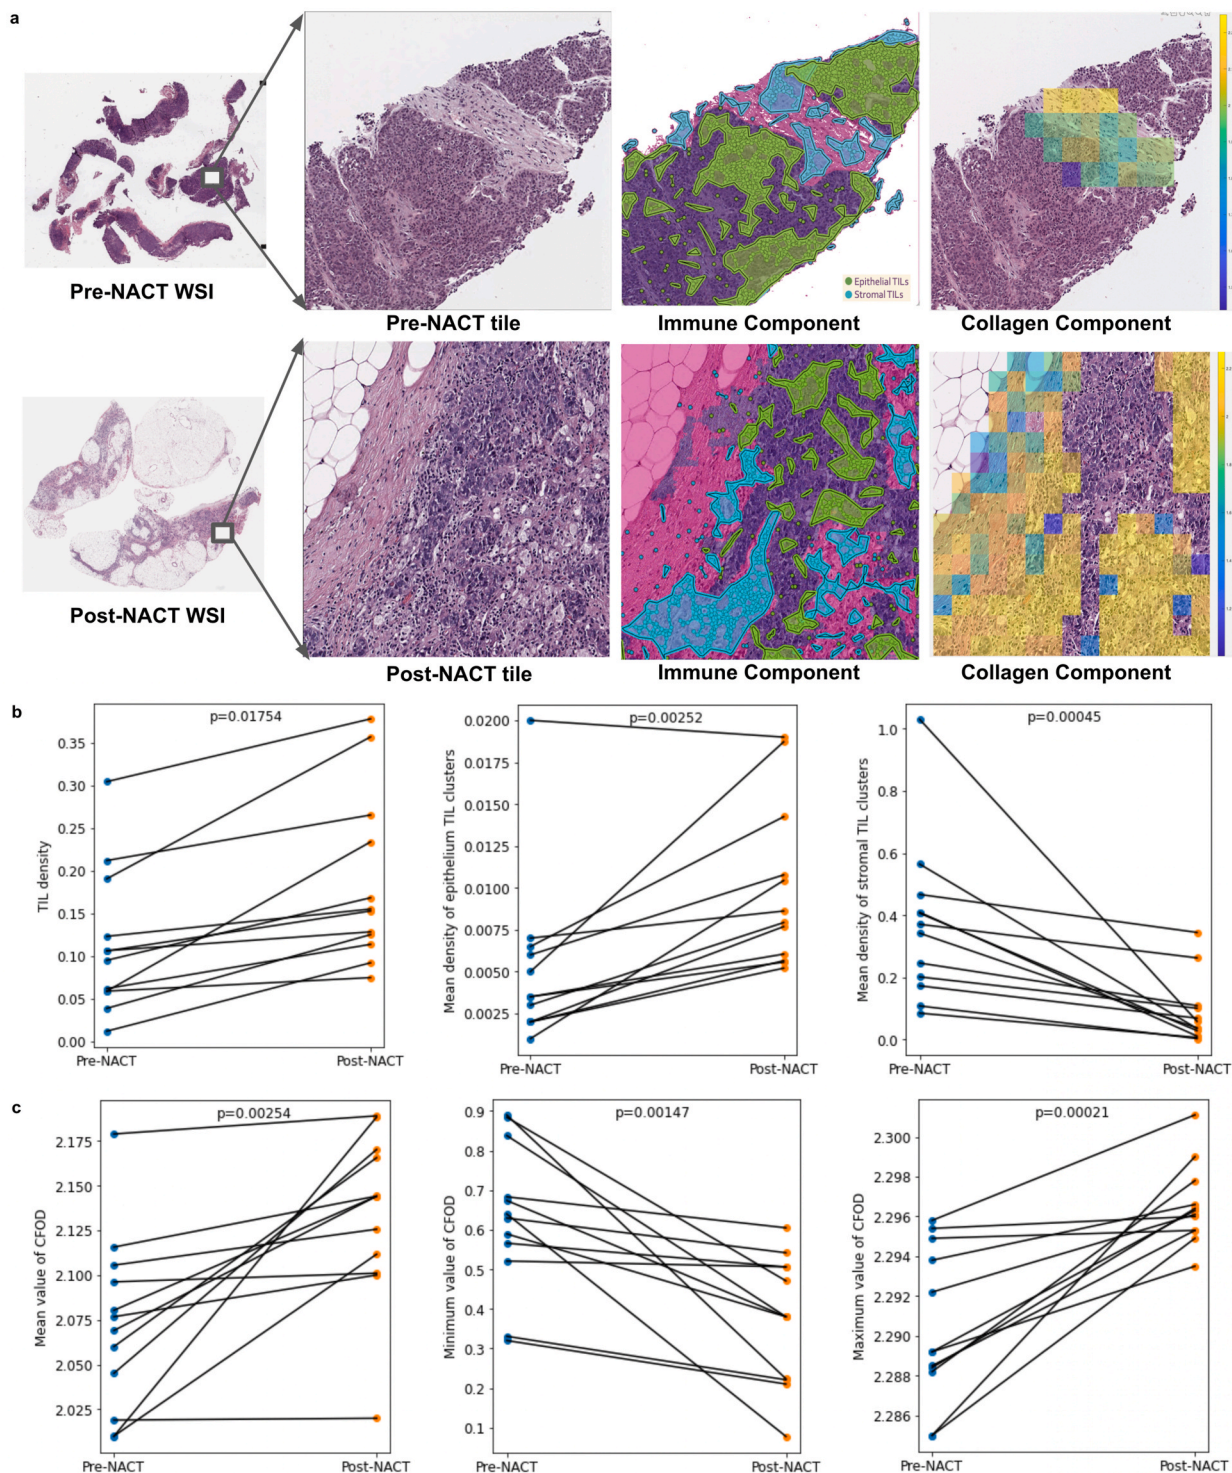 a
Epithelial TILs
Stromal TILs
Pre-NACT WSI
Pre-NACT tile
Immune Component
Collagen Component
Post-NACT WSI
Post-NACT tile
Immune Component
Collagen Component
b
p=0.01754
TIL density
0.35
0.30
0.25
0.20
0.15
0.10
0.05
0.00
Pre-NACT
Post-NACT
p=0.00252
Mean density of epithelium TIL clusters
0.0200
0.0175
0.0150
0.0125
0.0100
0.0075
0.0050
0.0025
Pre-NACT
Post-NACT
p=0.00045
Mean density of stromal TIL clusters
1.0
0.8
0.6
0.4
0.2
0.0
Pre-NACT
Post-NACT
c
p=0.00254
Mean value of CFOD
2.175
2.150
2.125
2.100
2.075
2.050
2.025
Pre-NACT
Post-NACT
p=0.00147
Minimum value of CFOD
0.9
0.8
0.7
0.6
0.5
0.4
0.3
0.2
0.1
Pre-NACT
Post-NACT
p=0.00021
Maximum value of CFOD
2.300
2.298
2.296
2.294
2.292
2.290
2.288
2.286
Pre-NACT
Post-NACT